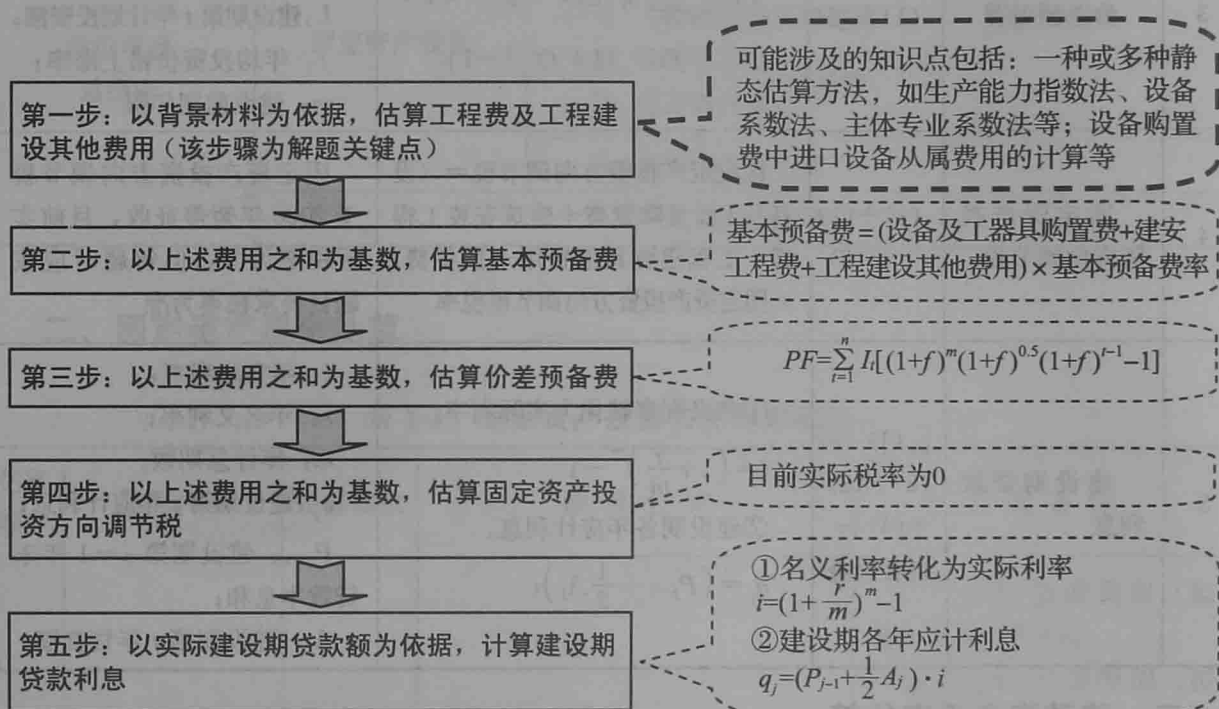 第一步：以背景材料为依据，估算工程费及工程建
设其他费用（该步骤为解题关键点）
可能涉及的知识点包括：一种或多种静
态估算方法，如生产能力指数法、设备
系数法、主体专业系数法等；设备购置
费中进口设备从属费用的计算等
第二步：以上述费用之和为基数，估算基本预备费
基本预备费=(设备及工器具购置费+建安
工程费+工程建设其他费用)×基本预备费率
第三步：以上述费用之和为基数，估算价差预备费
PF=∑_{t=1}^{n} I_t[(1+f)^m(1+f)^{0.5}(1+f)^{t-1}-1]
第四步：以上述费用之和为基数，估算固定资产投
资方向调节税
目前实际税率为0
第五步：以实际建设期贷款额为依据，计算建设期
贷款利息
①名义利率转化为实际利率
i=(1+r/m)^m-1
②建设期各年应计利息
q_j=(P_{j-1}+1/2 A_j)·i